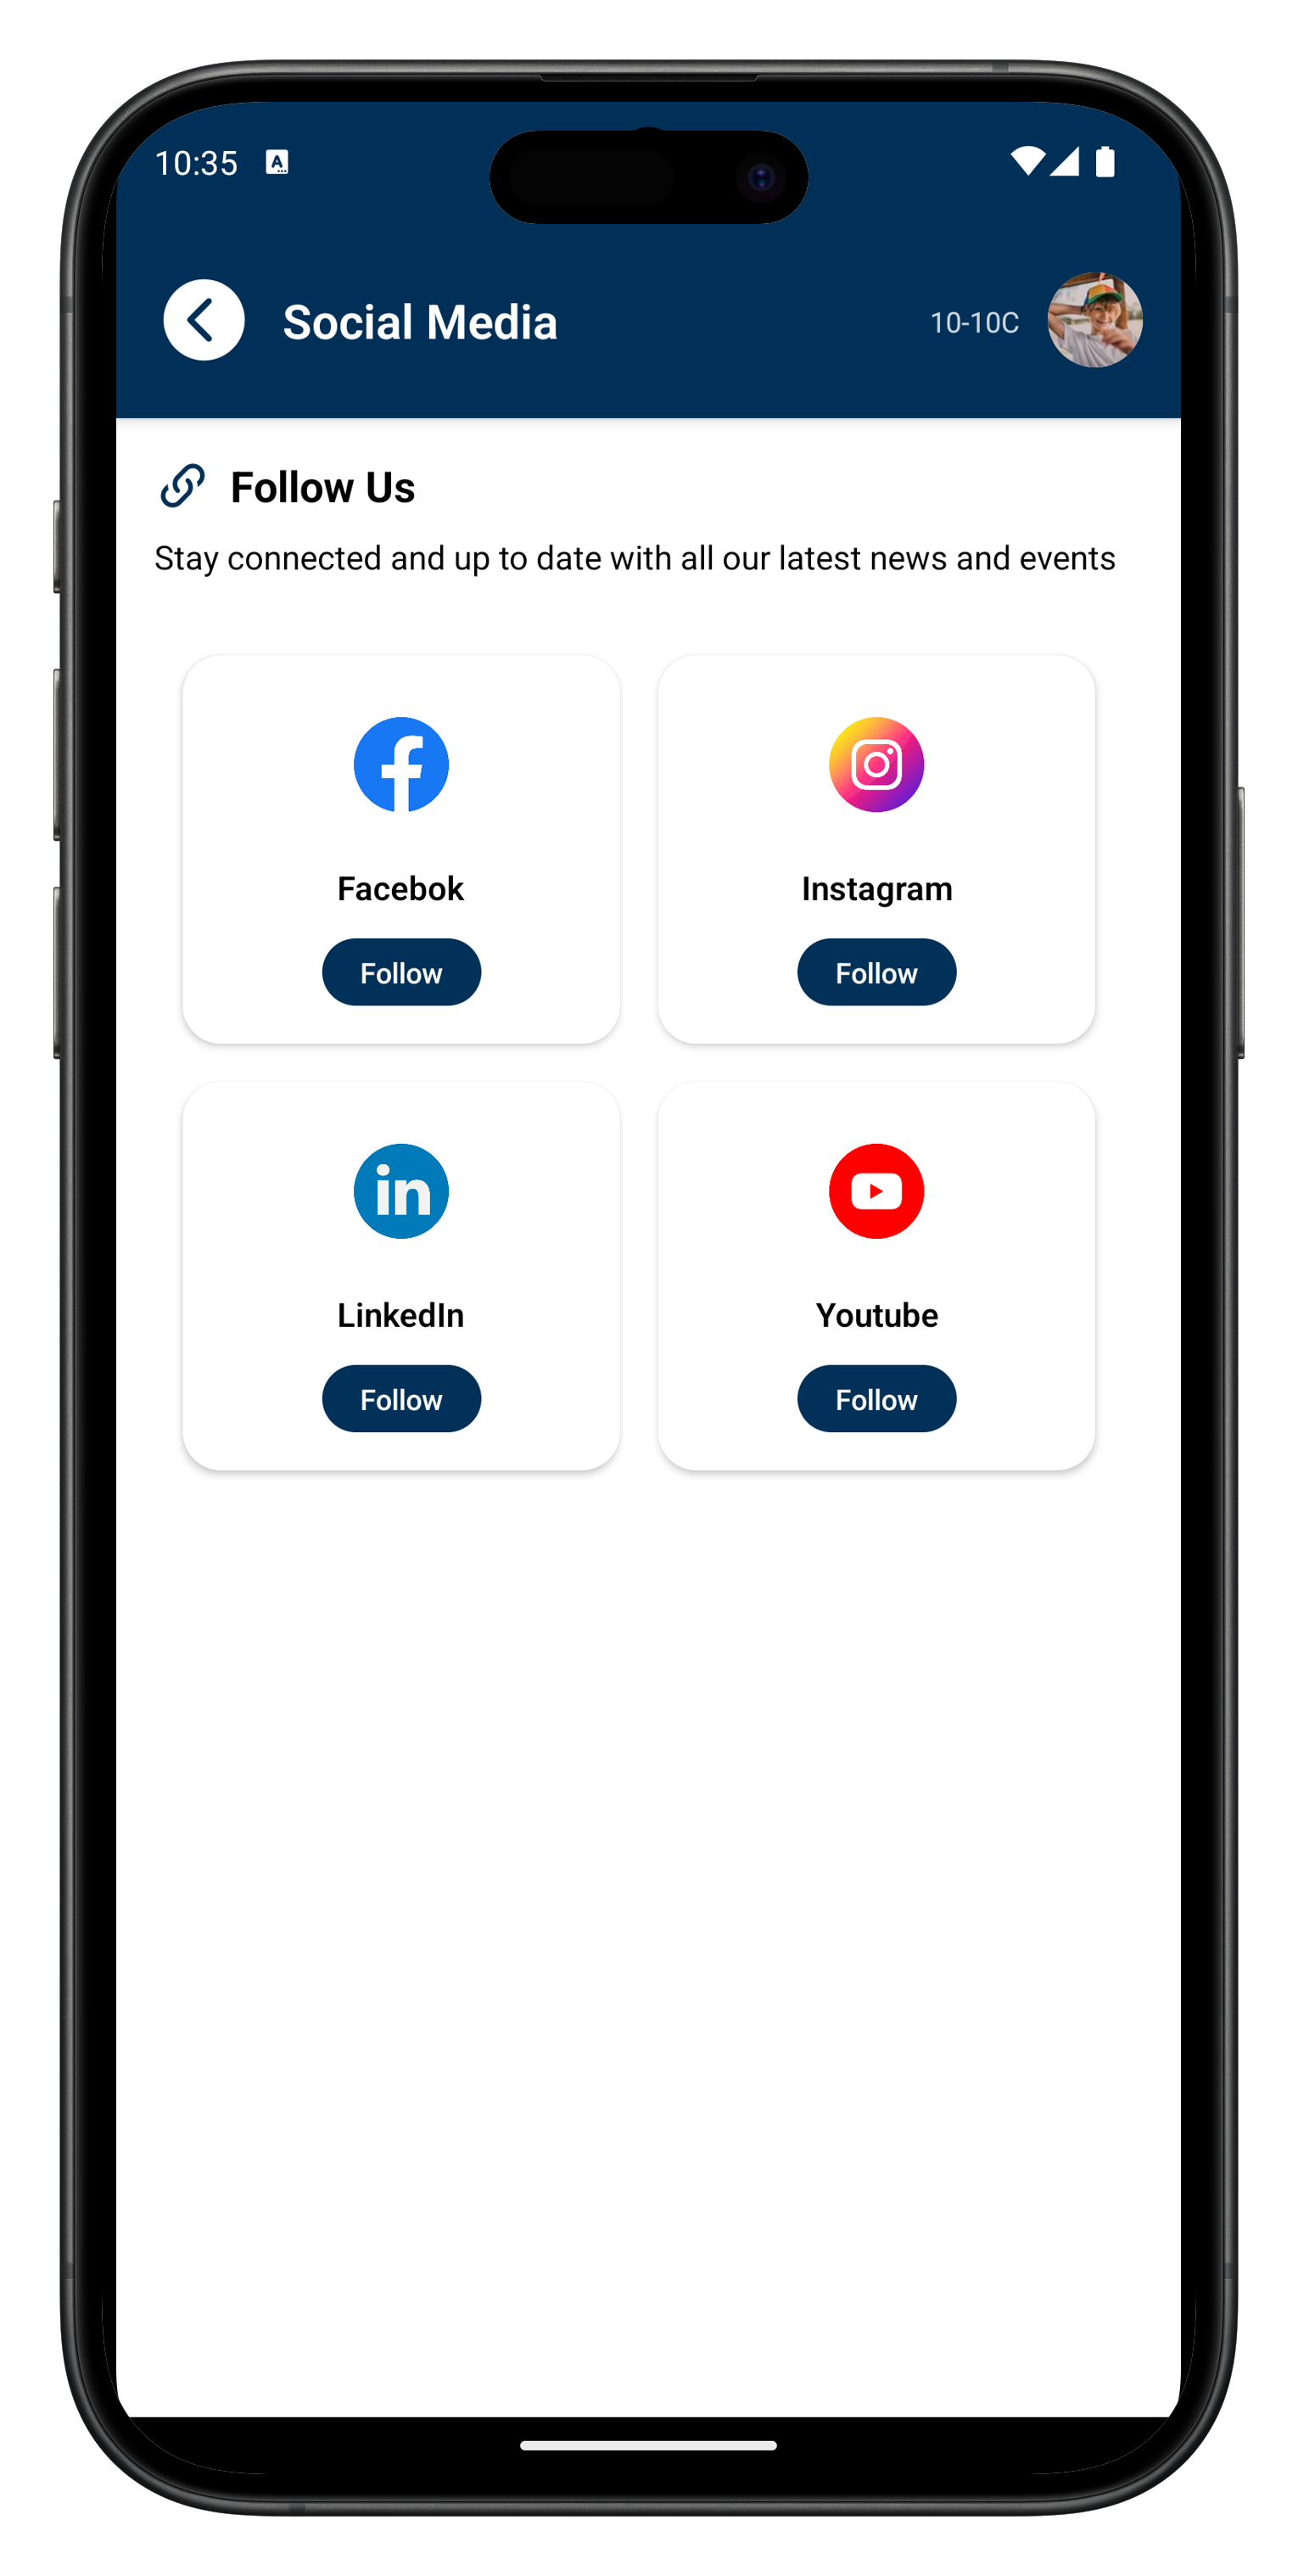 10:35
Social Media
10-10C
Follow Us
Stay connected and up to date with all our latest news and events
Facebok
Instagram
Follow
Follow
in
LinkedIn
Youtube
Follow
Follow